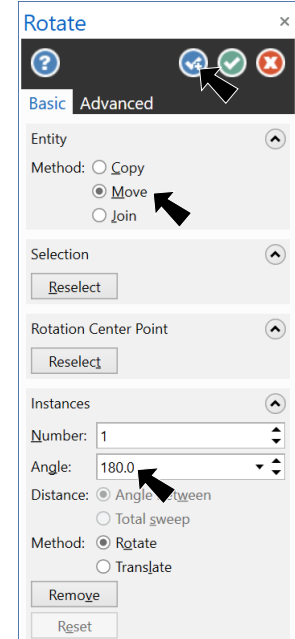 Rotate
Basic Advanced
Entity
Method: Copy
Move
Join
Selection
Reselect
Rotation Center Point
Reselect
Instances
Number: 1
Angle: 180.0
Distance: Angle between
Total sweep
Method: Rotate
Translate
Remove
Reset